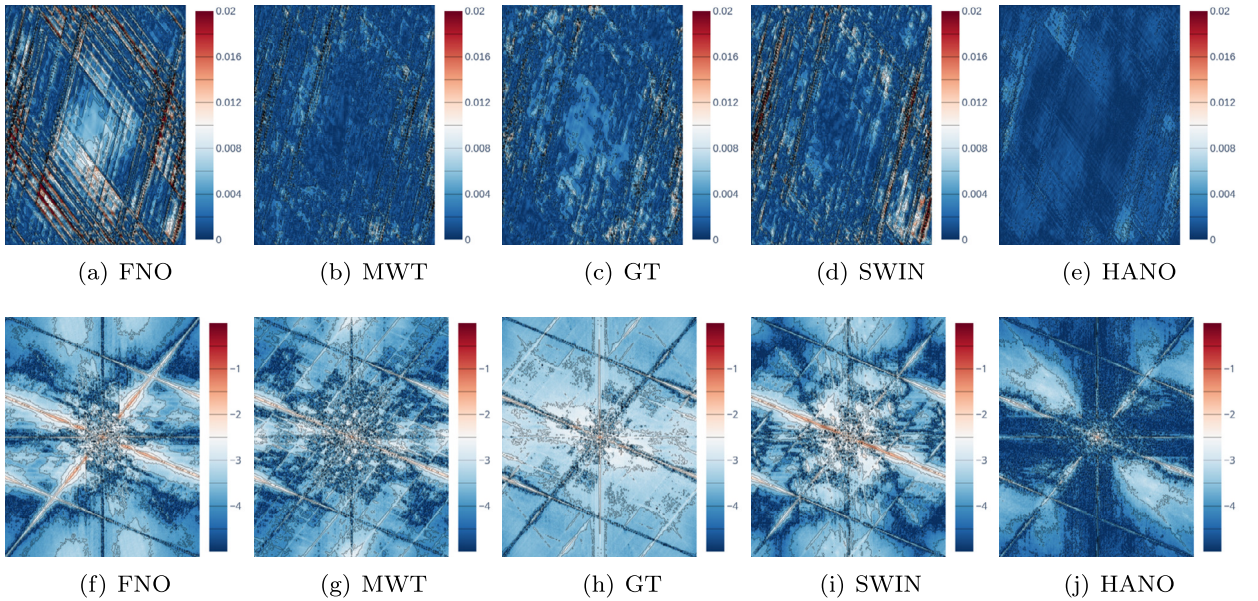 0.02 0.02 0.02 0.02 0.02
0.016 0.016 0.016 0.016 0.016
0.012 0.012 0.012 0.012 0.012
0.008 0.008 0.008 0.008 0.008
0.004 0.004 0.004 0.004 0.004
0 0 0 0 0
(a) FNO (b) MWT (c) GT (d) SWIN (e) HANO
−1 −1 −1 −1 −1
−2 −2 −2 −2 −2
−3 −3 −3 −3 −3
−4 −4 −4 −4 −4
(f) FNO (g) MWT (h) GT (i) SWIN (j) HANO